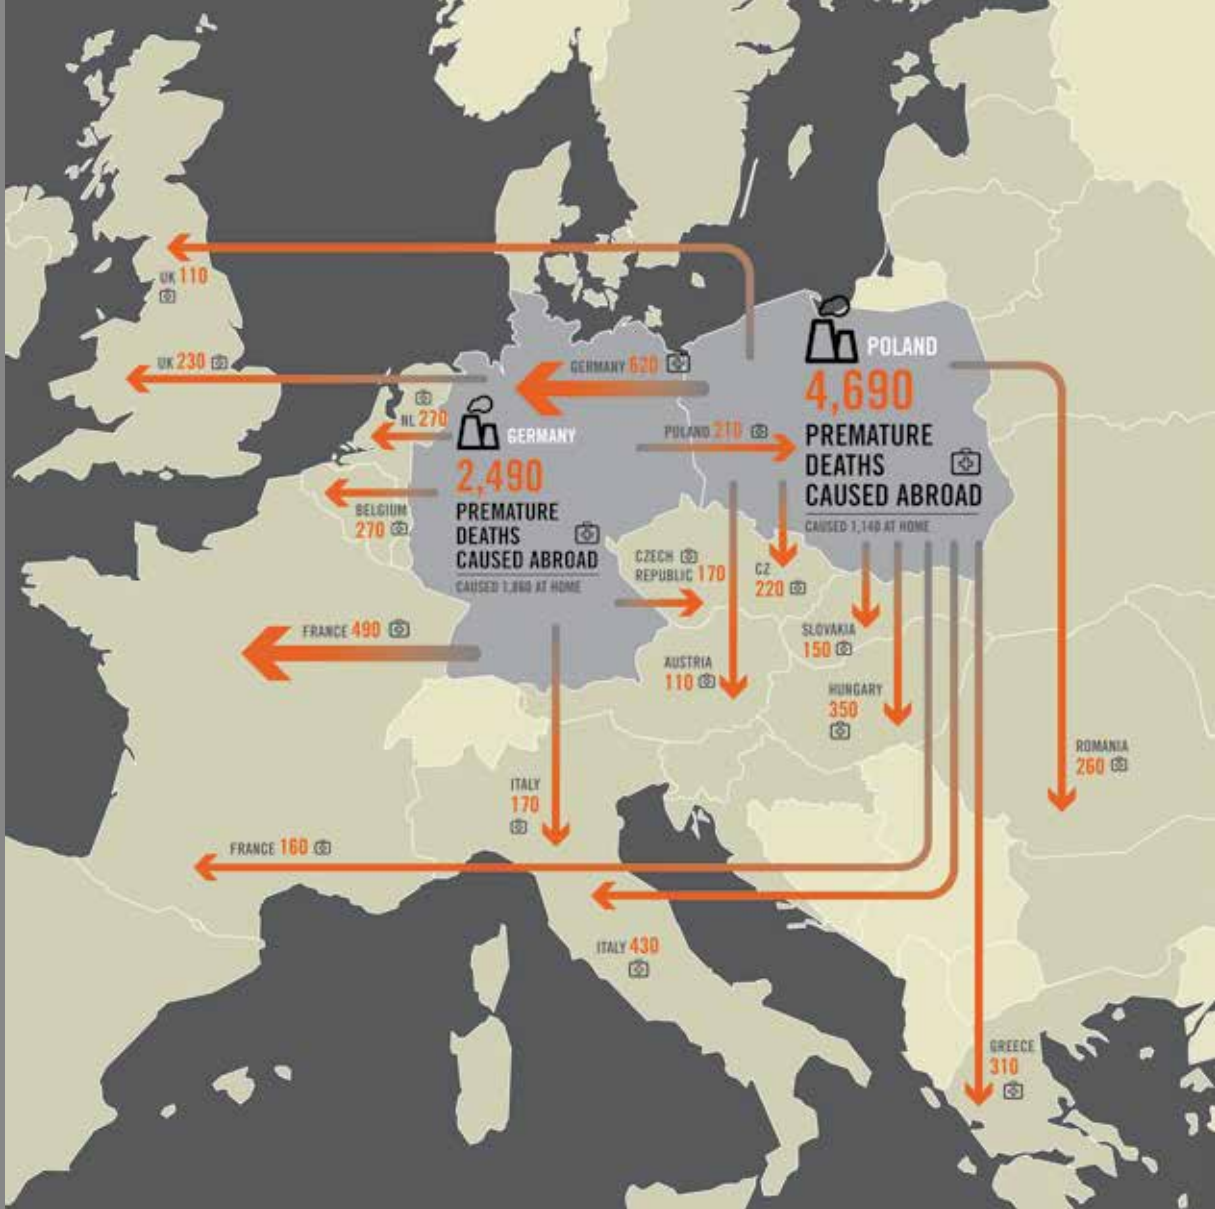 UK 110
UK 230
GERMANY 620
NL 270
POLAND
4,690
PREMATURE
DEATHS
CAUSED ABROAD
CAUSED 1,140 AT HOME
POLAND 210
GERMANY
2,490
PREMATURE
DEATHS
CAUSED ABROAD
CAUSED 1,860 AT HOME
BELGIUM
270
CZECH
REPUBLIC 170
CZ
220
FRANCE 490
SLOVAKIA
150
AUSTRIA
110
HUNGARY
350
ROMANIA
260
ITALY
170
FRANCE 160
ITALY 430
GREECE
310